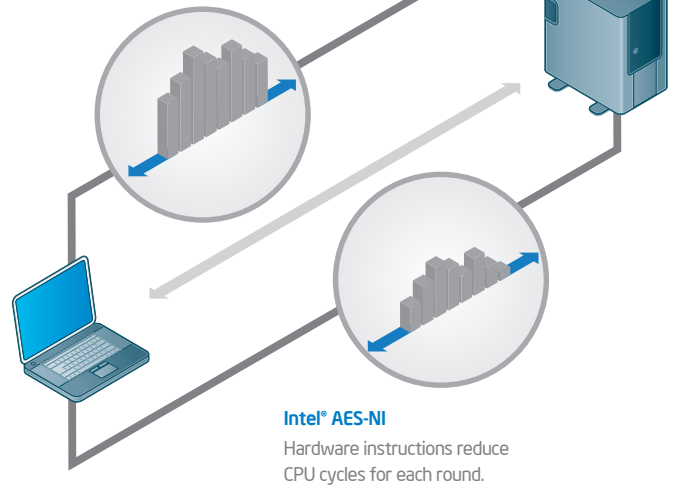 Intel® AES-NI
Hardware instructions reduce
CPU cycles for each round.